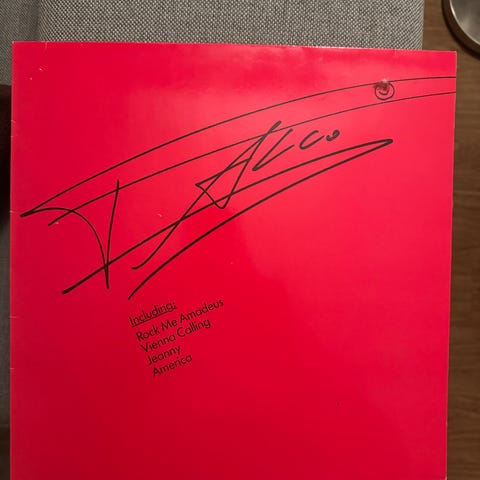 Falco
Including:
Rock Me Amadeus
Vienna Calling
Jeanny
America